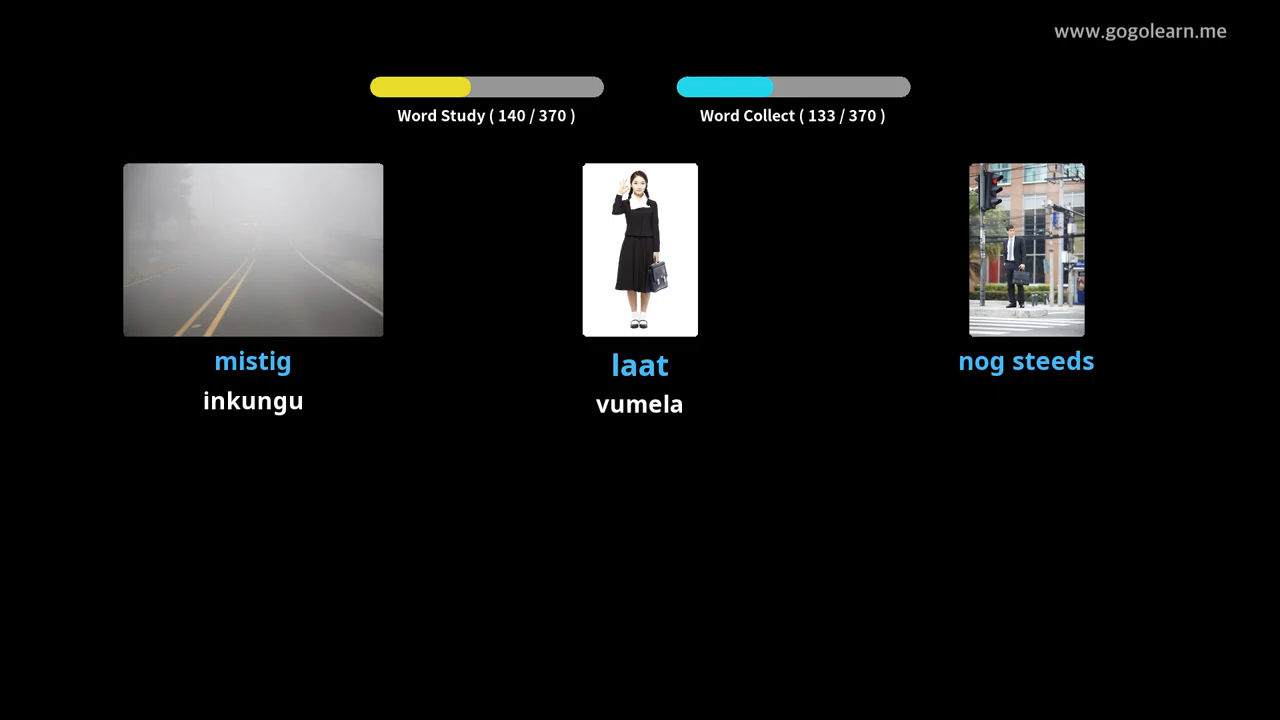 www.gogolearn.me
Word Study ( 140 / 370 )
Word Collect ( 133 / 370 )
mistig
laat
nog steeds
inkungu
vumela